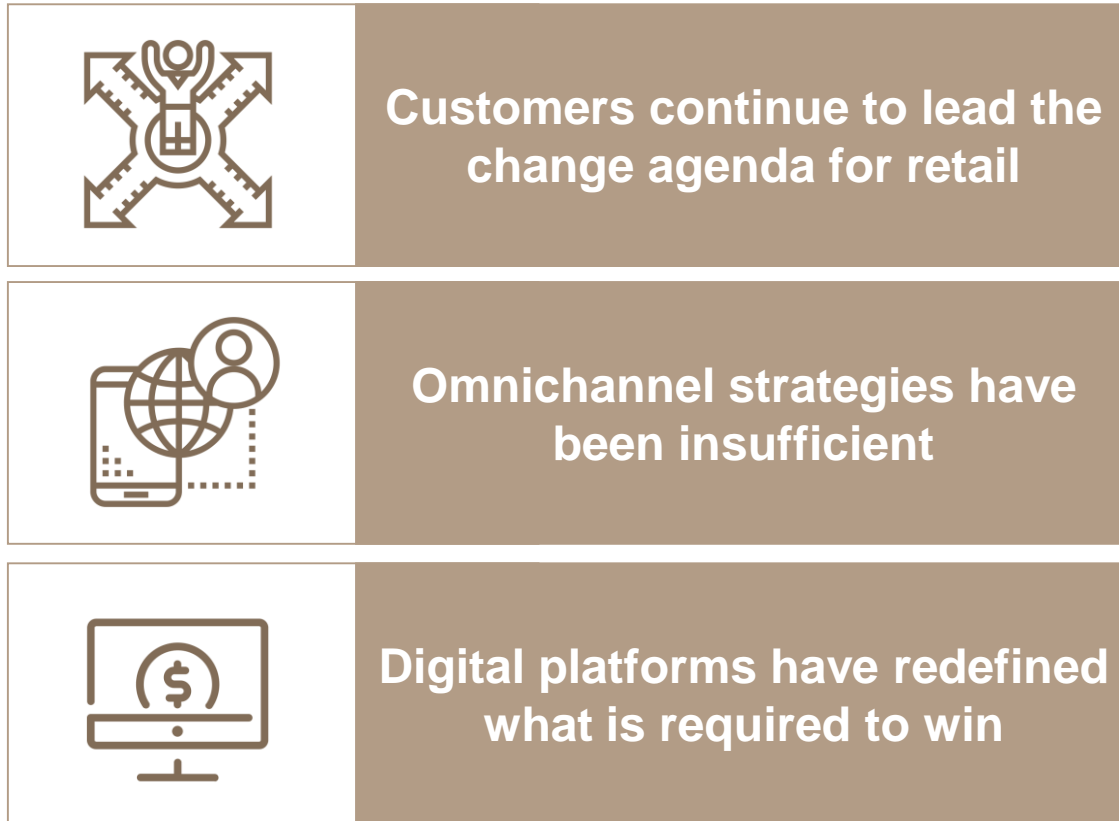 Customers continue to lead the
change agenda for retail
Omnichannel strategies have
been insufficient
$
Digital platforms have redefined
what is required to win